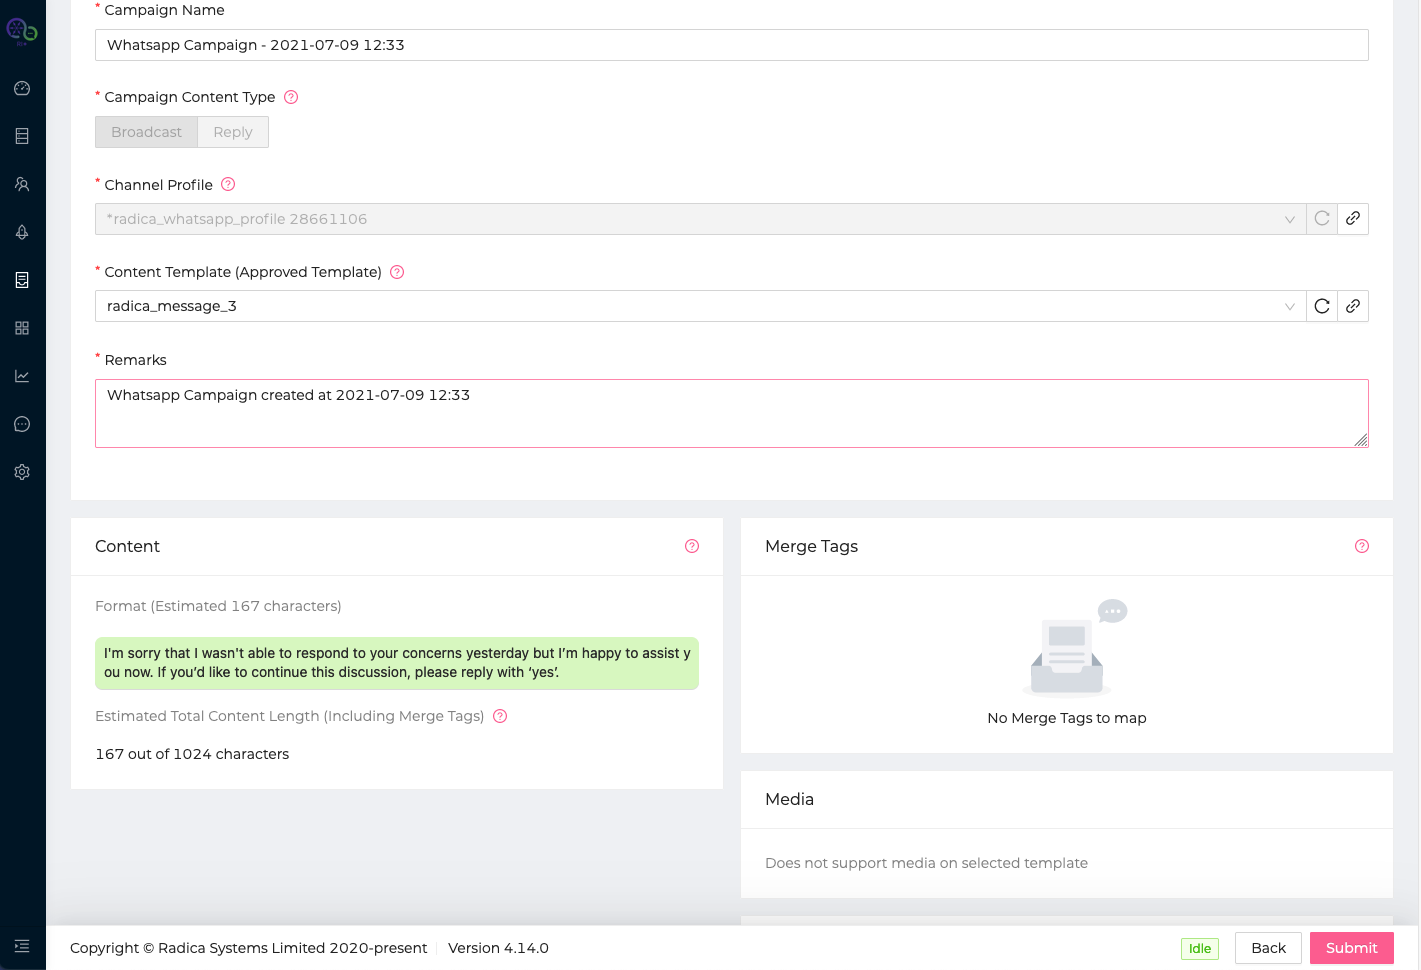 * Campaign Name
Whatsapp Campaign - 2021-07-09 12:33
* Campaign Content Type
Broadcast Reply
* Channel Profile
*radica_whatsapp_profile 28661106
* Content Template (Approved Template)
radica_message_3
* Remarks
Whatsapp Campaign created at 2021-07-09 12:33
Content
Format (Estimated 167 characters)
I'm sorry that I wasn't able to respond to your concerns yesterday but I’m happy to assist y
ou now. If you’d like to continue this discussion, please reply with ‘yes’.
Estimated Total Content Length (Including Merge Tags)
167 out of 1024 characters
Merge Tags
No Merge Tags to map
Media
Does not support media on selected template
Copyright © Radica Systems Limited 2020-present Version 4.14.0
Idle Back Submit